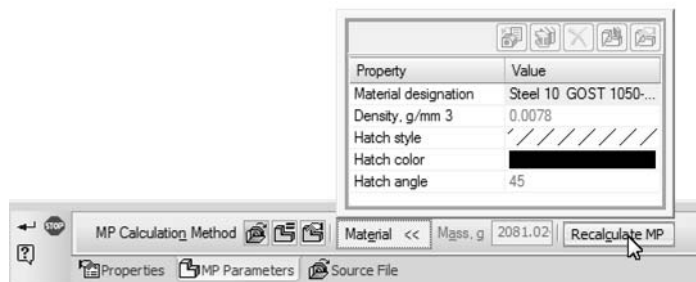 Property Value
Material designation Steel 10 GOST 1050-...
Density, g/mm 3 0.0078
Hatch style
Hatch color
Hatch angle 45
STOP MP Calculation Method Material << Mass, g 2081.02 Recalculate MP
Properties MP Parameters Source File